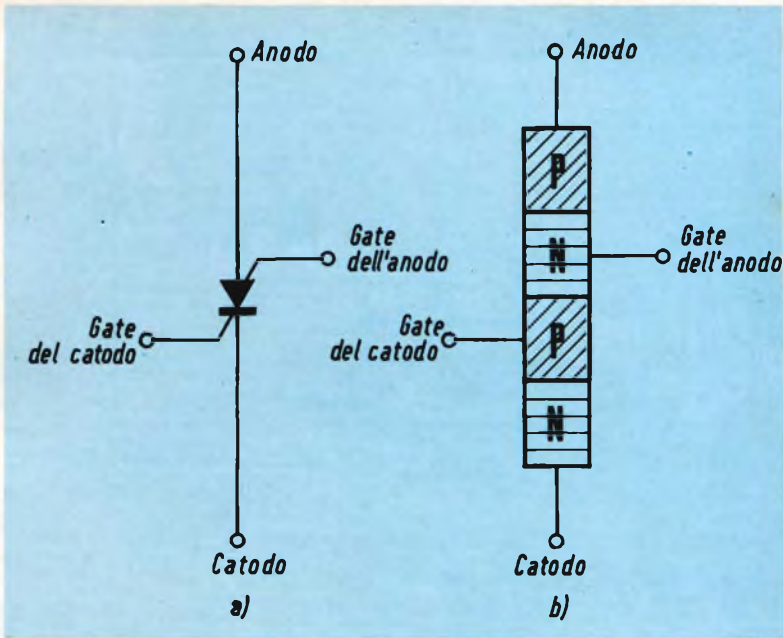 Anodo
Gate
dell'anodo
Gate
del catodo
Catodo
a)
Anodo
P
N
P
N
Gate
dell'anodo
Gate
del catodo
Catodo
b)